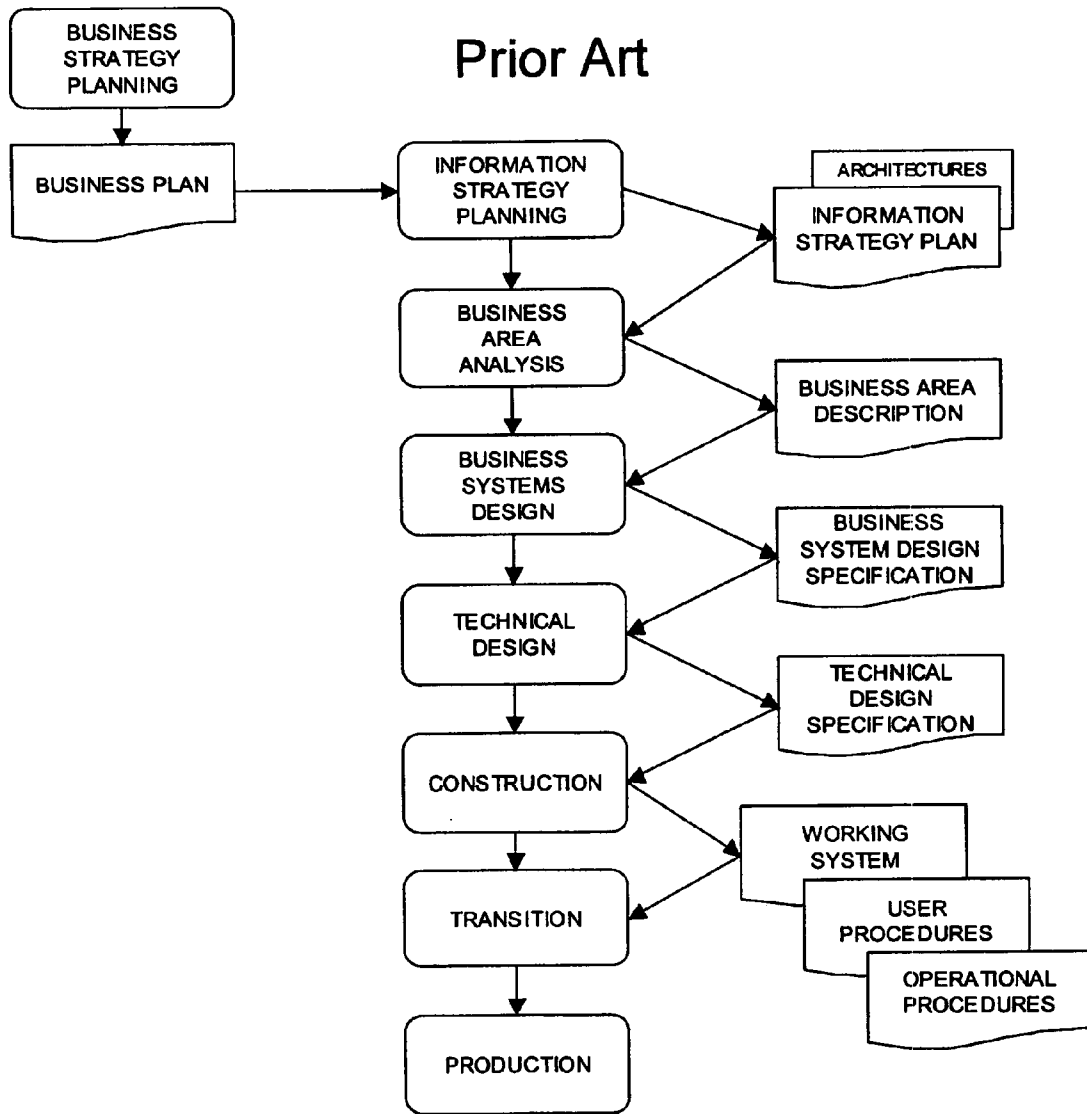 Prior Art
BUSINESS
STRATEGY
PLANNING
BUSINESS PLAN
INFORMATION
STRATEGY
PLANNING
ARCHITECTURES
INFORMATION
STRATEGY PLAN
BUSINESS
AREA
ANALYSIS
BUSINESS AREA
DESCRIPTION
BUSINESS
SYSTEMS
DESIGN
BUSINESS
SYSTEM DESIGN
SPECIFICATION
TECHNICAL
DESIGN
TECHNICAL
DESIGN
SPECIFICATION
CONSTRUCTION
WORKING
SYSTEM
TRANSITION
USER
PROCEDURES
OPERATIONAL
PROCEDURES
PRODUCTION